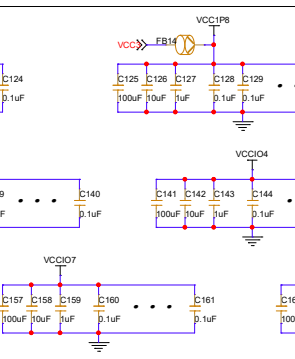 VCC1P8
VCC3 FB14
C124 C125 C126 C127 C128 C129
0.1uF 100uF 10uF 1uF 0.1uF 0.1uF
VCCIO4
C140 C141 C142 C143 C144
0.1uF 100uF 10uF 1uF 0.1uF
VCCIO7
C157 C158 C159 C160 C161
100uF 10uF 1uF 0.1uF 0.1uF